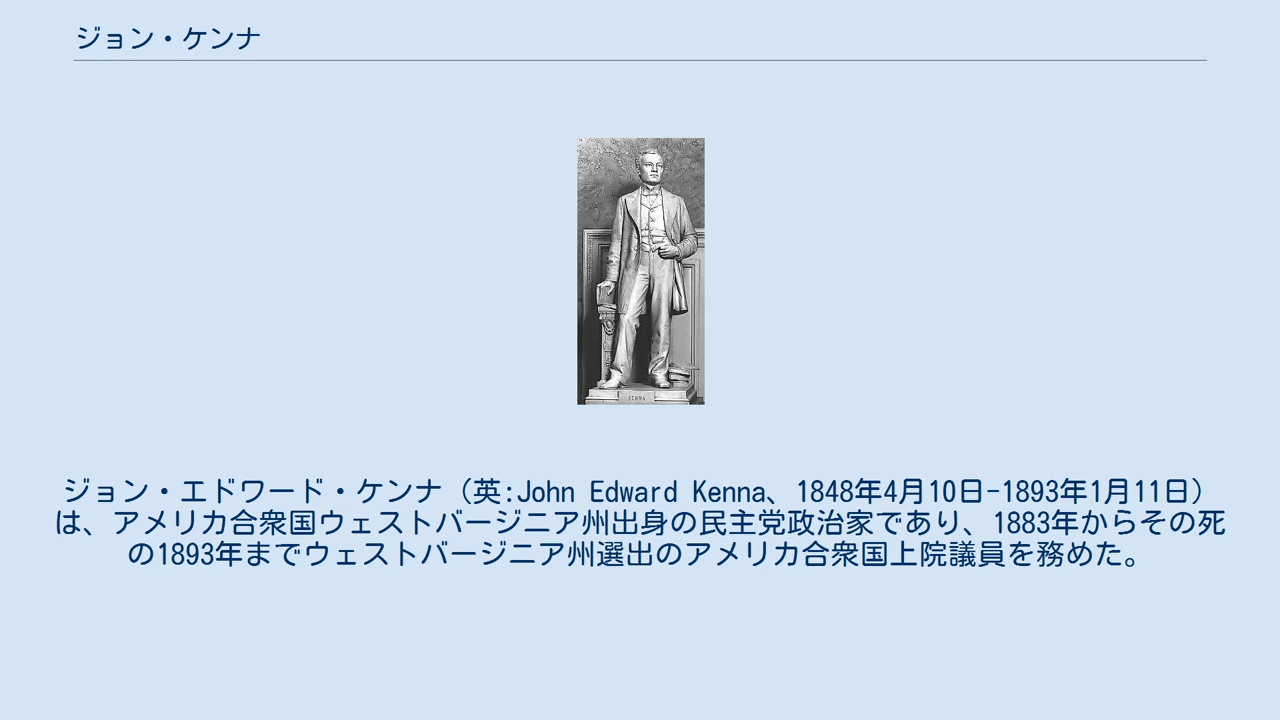 ジョン・ケンナ
KENNA
ジョン・エドワード・ケンナ（英:John Edward Kenna、1848年4月10日-1893年1月11日）
は、アメリカ合衆国ウェストバージニア州出身の民主党政治家であり、1883年からその死
の1893年までウェストバージニア州選出のアメリカ合衆国上院議員を務めた。